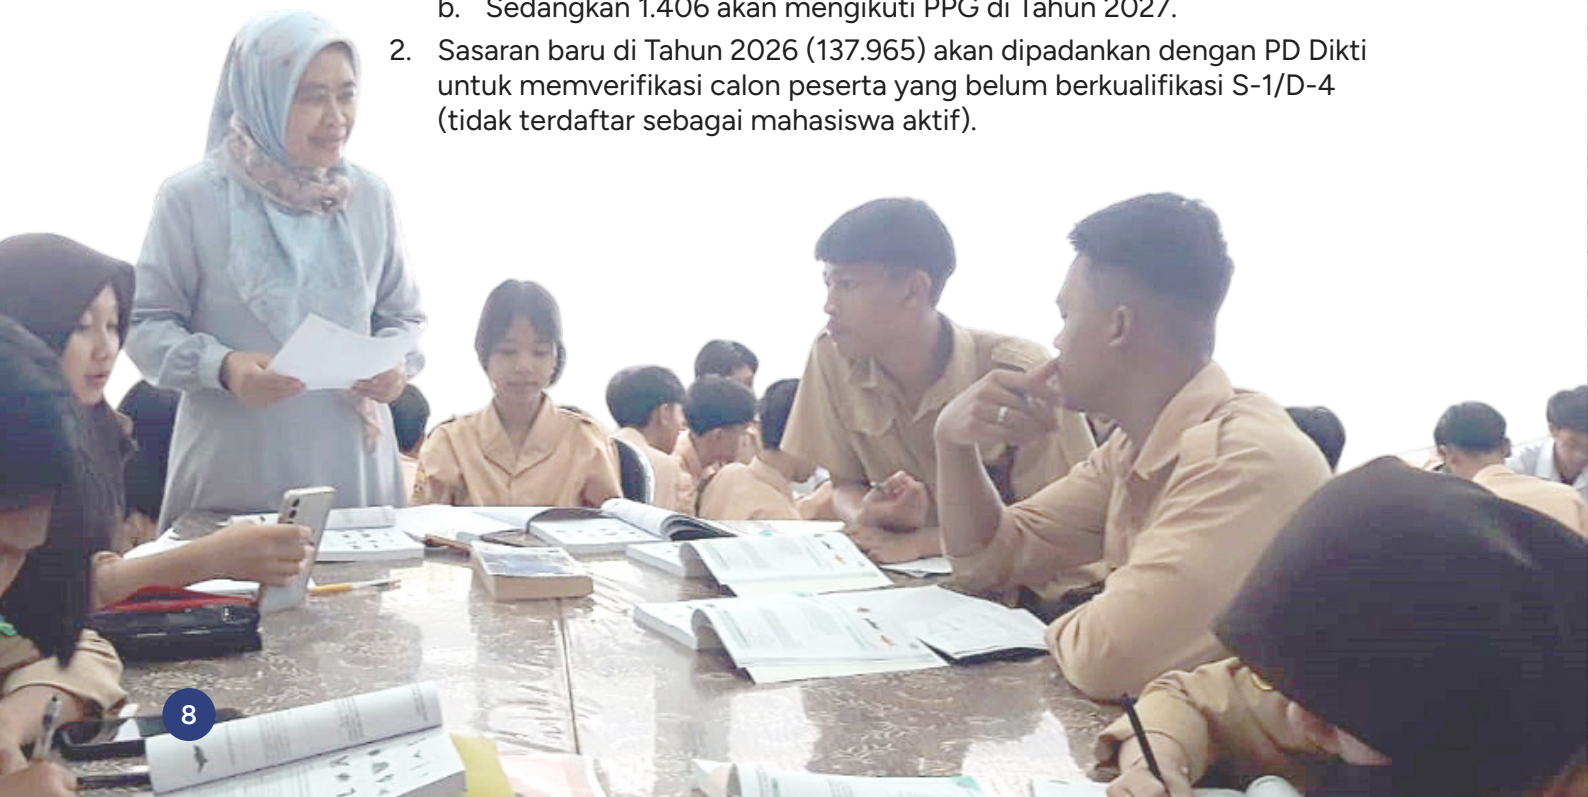 b. Sedangkan 1.406 akan mengikuti PPG di Tahun 2027.
2. Sasaran baru di Tahun 2026 (137.965) akan dipadankan dengan PD Dikti
untuk memverifikasi calon peserta yang belum berkualifikasi S-1/D-4
(tidak terdaftar sebagai mahasiswa aktif).
8